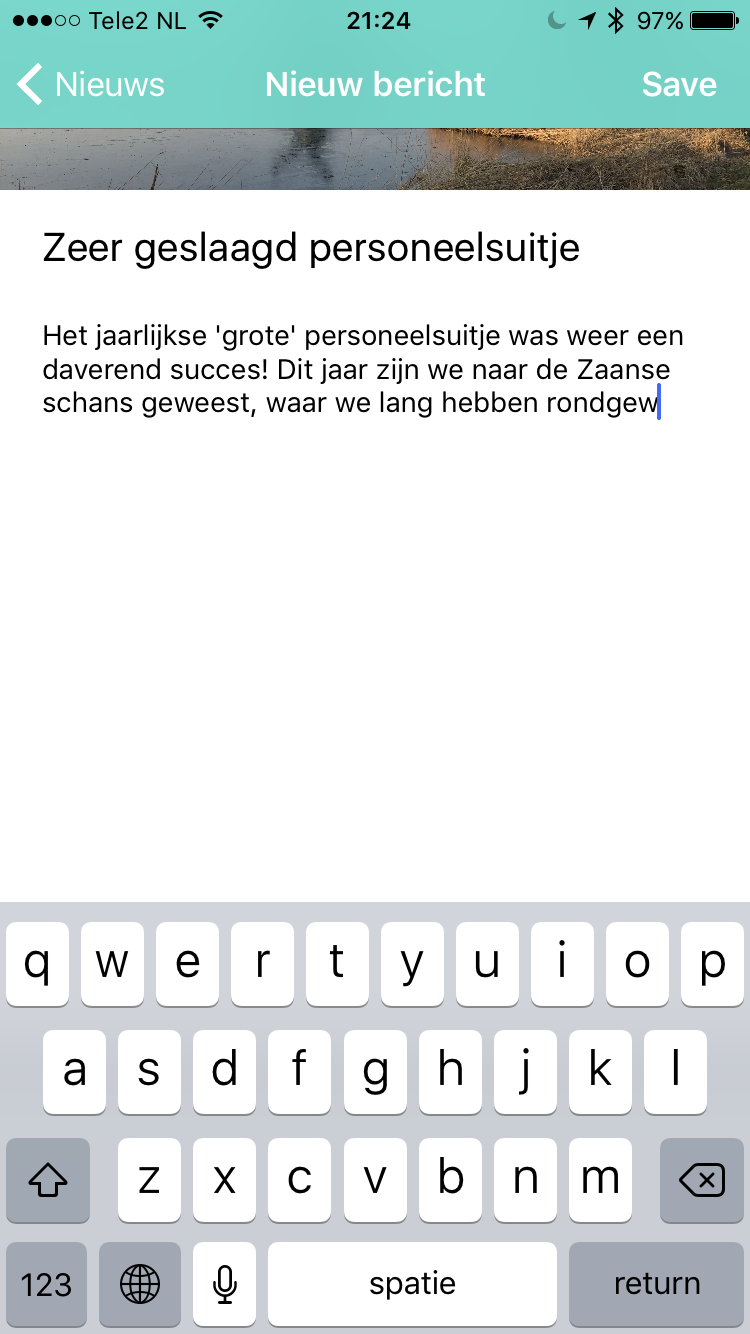 Tele2 NL 21:24 97%
Nieuws Nieuw bericht Save
Zeer geslaagd personeelsuitje
Het jaarlijkse 'grote' personeelsuitje was weer een
daverend succes! Dit jaar zijn we naar de Zaanse
schans geweest, waar we lang hebben rondgew
q w e r t y u i o p
a s d f g h j k l
z x c v b n m
123 spatie return